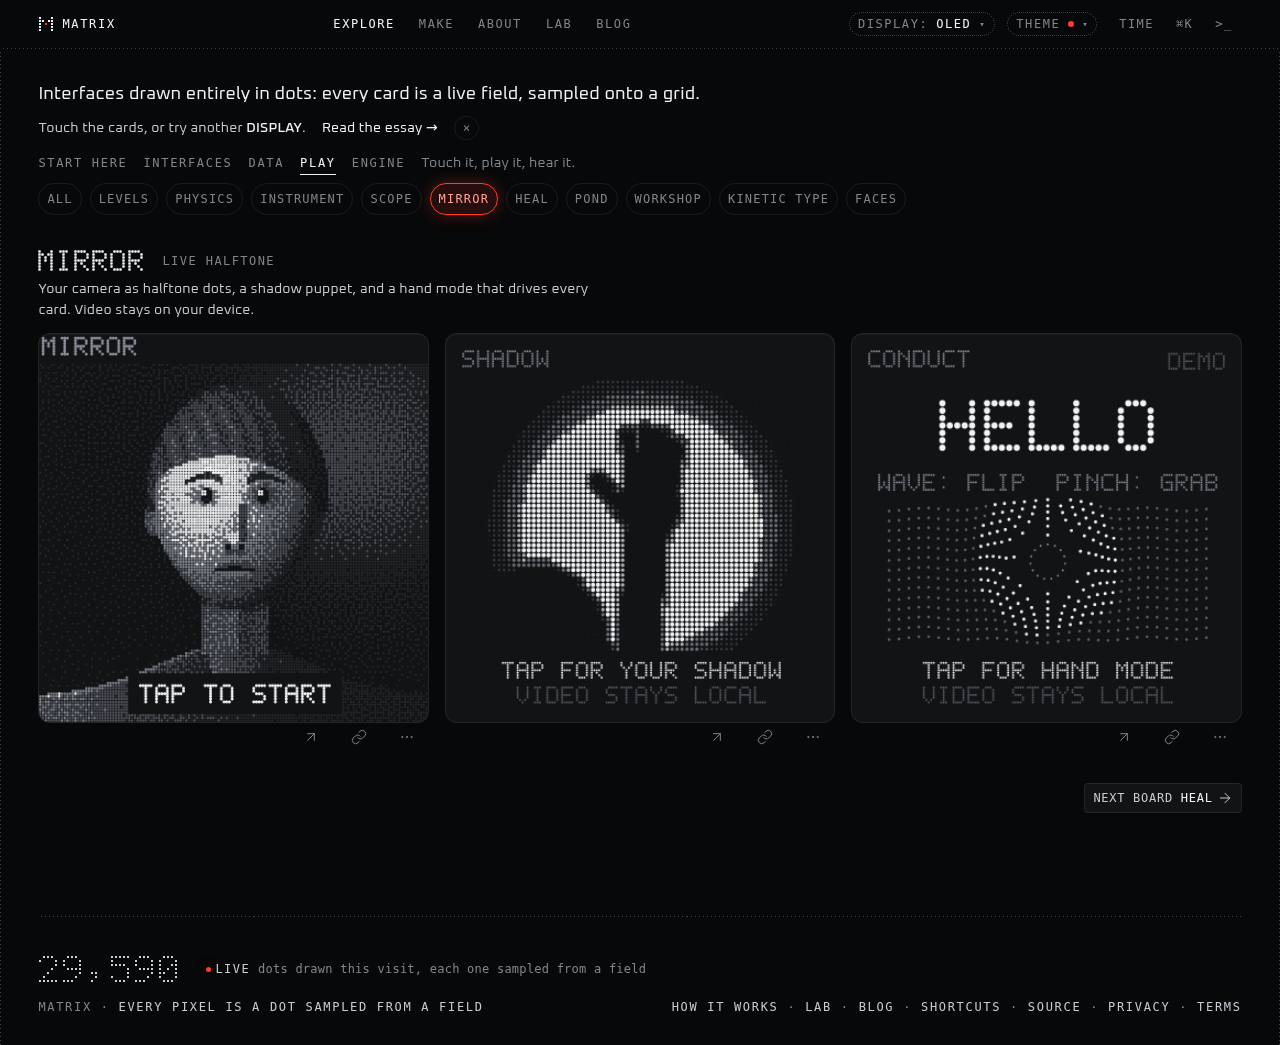 MATRIX EXPLORE MAKE ABOUT LAB BLOG DISPLAY: OLED ▾ THEME ● ▾ TIME ⌘K >_
Interfaces drawn entirely in dots: every card is a live field, sampled onto a grid.
Touch the cards, or try another DISPLAY. Read the essay → ×
START HERE INTERFACES DATA PLAY ENGINE Touch it, play it, hear it.
ALL LEVELS PHYSICS INSTRUMENT SCOPE MIRROR HEAL POND WORKSHOP KINETIC TYPE FACES
MIRROR LIVE HALFTONE
Your camera as halftone dots, a shadow puppet, and a hand mode that drives every
card. Video stays on your device.
MIRROR
TAP TO START
SHADOW
TAP FOR YOUR SHADOW
VIDEO STAYS LOCAL
CONDUCT DEMO
HELLO
WAVE: FLIP PINCH: GRAB
TAP FOR HAND MODE
VIDEO STAYS LOCAL
NEXT BOARD HEAL →
29,590 ● LIVE dots drawn this visit, each one sampled from a field
MATRIX · EVERY PIXEL IS A DOT SAMPLED FROM A FIELD
HOW IT WORKS · LAB · BLOG · SHORTCUTS · SOURCE · PRIVACY · TERMS